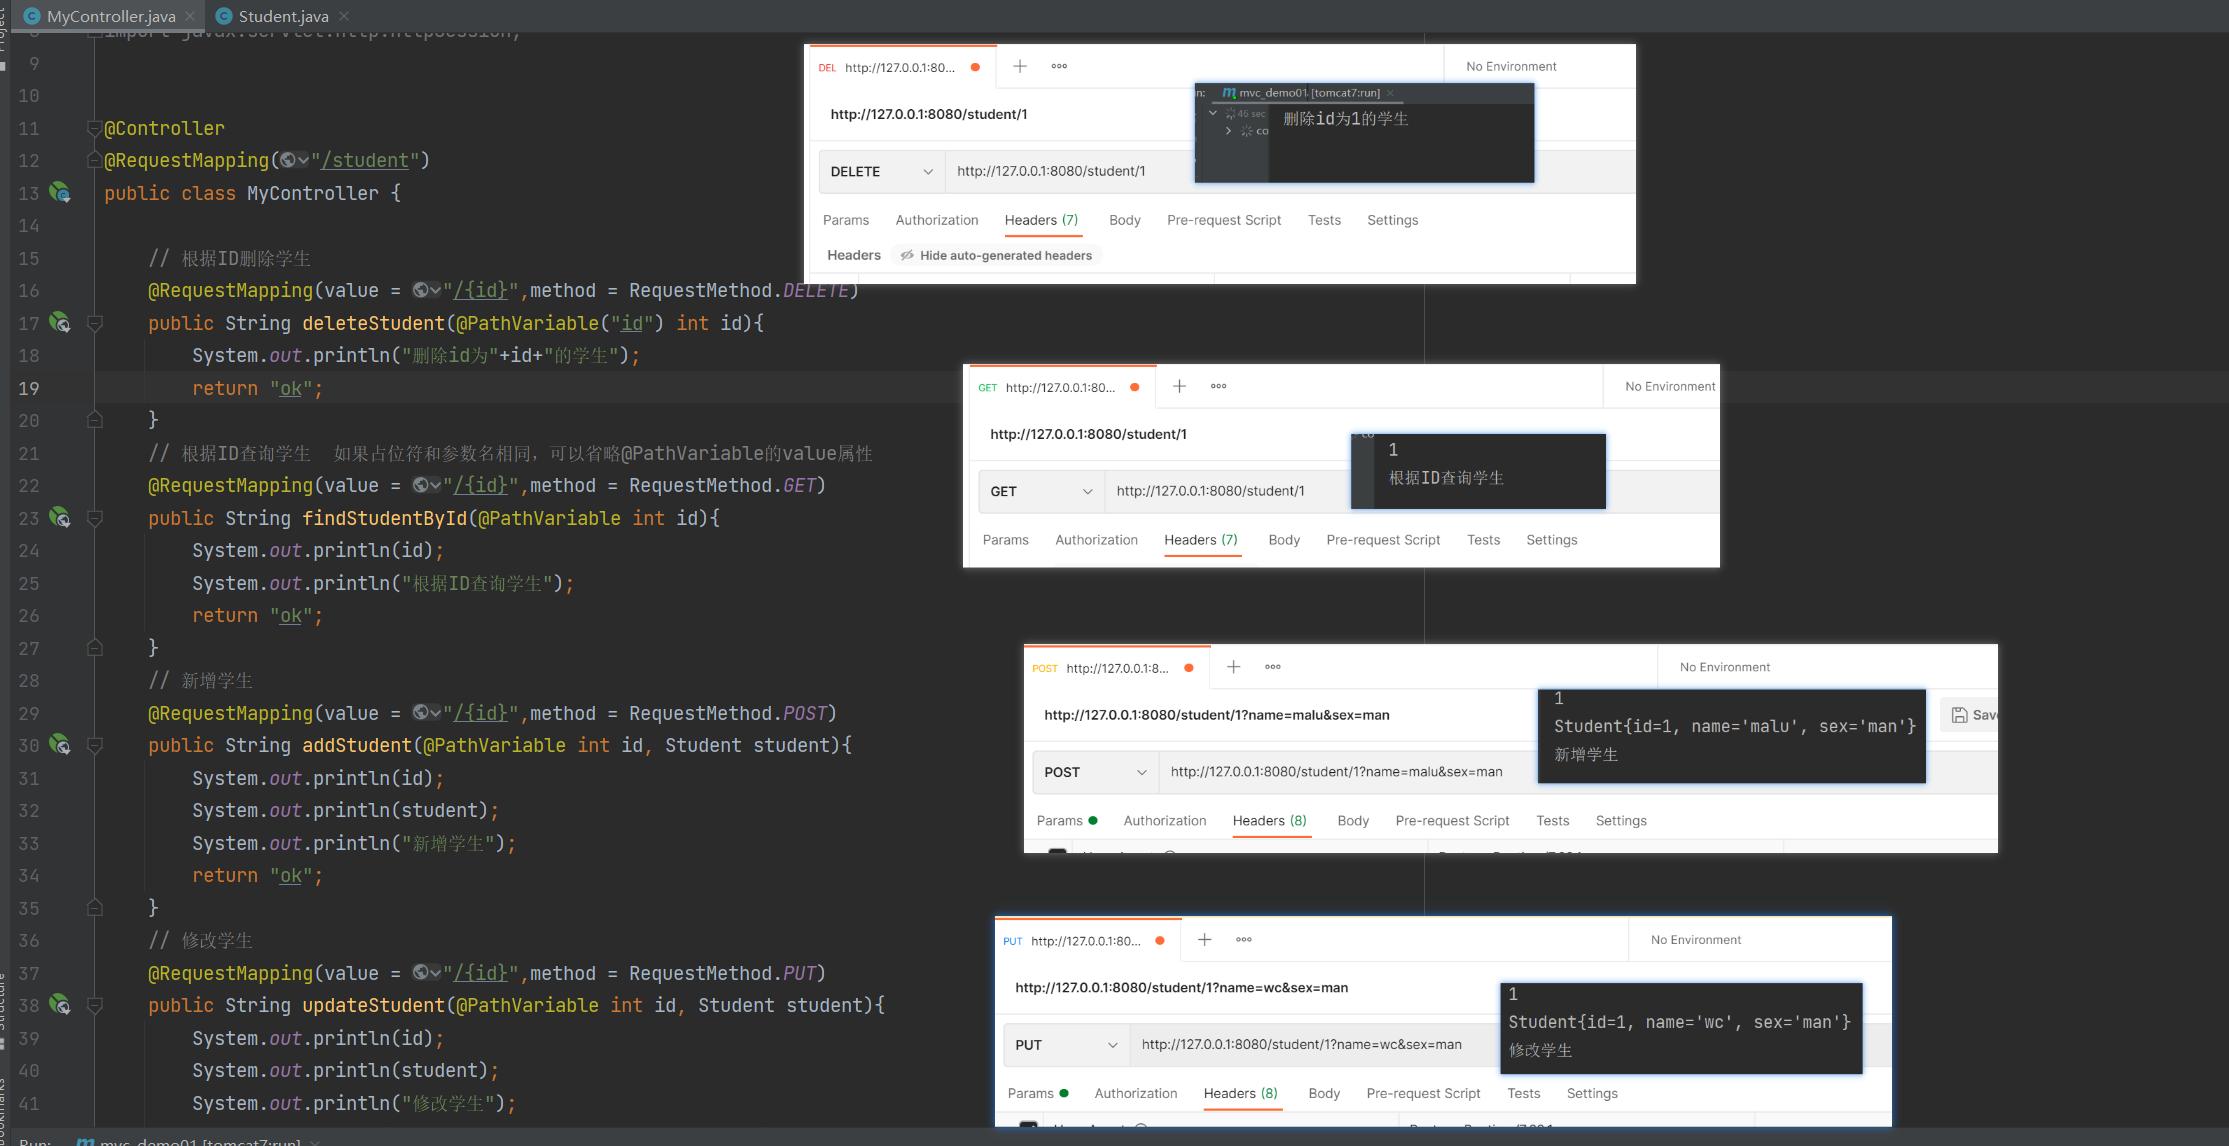 MyController.java
Student.java
import javax.servlet.http.HttpSession;
9
10
11 @Controller
12 @RequestMapping("/student")
13 public class MyController {
14
15 // 根据ID删除学生
16 @RequestMapping(value = "/{id}",method = RequestMethod.DELETE)
17 public String deleteStudent(@PathVariable("id") int id){
18 System.out.println("删除id为"+id+"的学生");
19 return "ok";
20 }
21 // 根据ID查询学生 如果占位符和参数名相同，可以省略@PathVariable的value属性
22 @RequestMapping(value = "/{id}",method = RequestMethod.GET)
23 public String findStudentById(@PathVariable int id){
24 System.out.println(id);
25 System.out.println("根据ID查询学生");
26 return "ok";
27 }
28 // 新增学生
29 @RequestMapping(value = "/{id}",method = RequestMethod.POST)
30 public String addStudent(@PathVariable int id, Student student){
31 System.out.println(id);
32 System.out.println(student);
33 System.out.println("新增学生");
34 return "ok";
35 }
36 // 修改学生
37 @RequestMapping(value = "/{id}",method = RequestMethod.PUT)
38 public String updateStudent(@PathVariable int id, Student student){
39 System.out.println(id);
40 System.out.println(student);
41 System.out.println("修改学生");
Run: mvc_demo01 [tomcat7:run]
DEL http://127.0.0.1:80... No Environment
http://127.0.0.1:8080/student/1
mvc_demo01 [tomcat7:run]
46 sec
co
删除id为1的学生
DELETE http://127.0.0.1:8080/student/1
Params Authorization Headers (7) Body Pre-request Script Tests Settings
Headers Hide auto-generated headers
GET http://127.0.0.1:80... No Environment
http://127.0.0.1:8080/student/1
1
根据ID查询学生
GET http://127.0.0.1:8080/student/1
Params Authorization Headers (7) Body Pre-request Script Tests Settings
POST http://127.0.0.1:8... No Environment
http://127.0.0.1:8080/student/1?name=malu&sex=man
Save
1
Student{id=1, name='malu', sex='man'}
新增学生
POST http://127.0.0.1:8080/student/1?name=malu&sex=man
Params Authorization Headers (8) Body Pre-request Script Tests Settings
PUT http://127.0.0.1:80... No Environment
http://127.0.0.1:8080/student/1?name=wc&sex=man
1
Student{id=1, name='wc', sex='man'}
修改学生
PUT http://127.0.0.1:8080/student/1?name=wc&sex=man
Params Authorization Headers (8) Body Pre-request Script Tests Settings